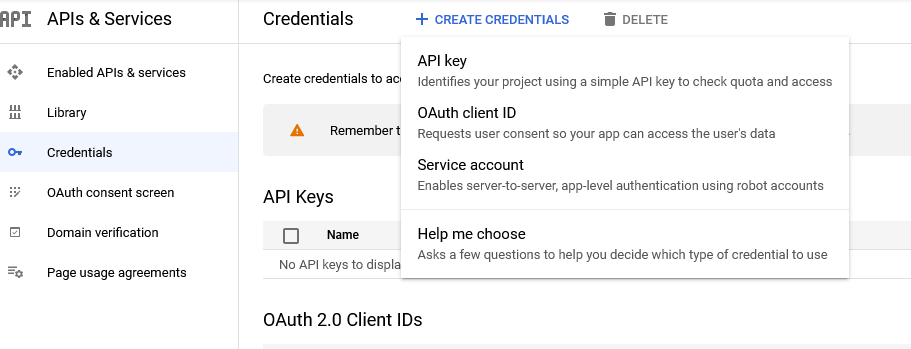 API APIs & Services
Credentials
CREATE CREDENTIALS
DELETE
Enabled APIs & services
Library
Credentials
OAuth consent screen
Domain verification
Page usage agreements
Create credentials to
Remember
API key
Identifies your project using a simple API key to check quota and access
OAuth client ID
Requests user consent so your app can access the user's data
Service account
Enables server-to-server, app-level authentication using robot accounts
Help me choose
Asks a few questions to help you decide which type of credential to use
API Keys
Name
No API keys to displa
OAuth 2.0 Client IDs